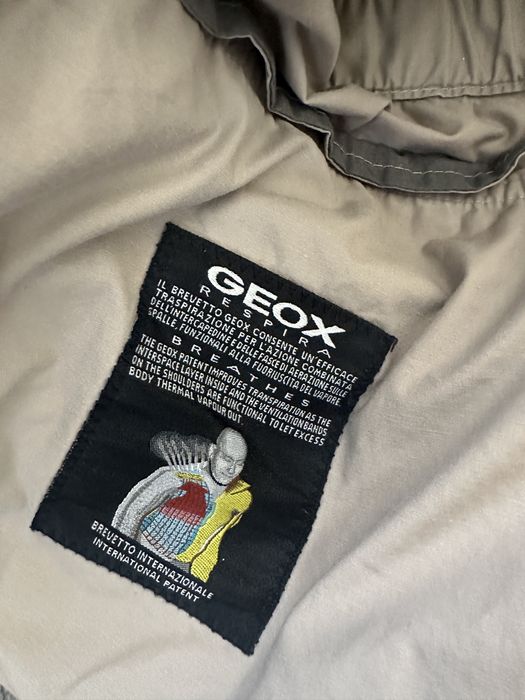 GEOX
RESPIRA
IL BREVETTO GEOX CONSENTE UN'EFFICACE
TRASPIRAZIONE PER L'AZIONE COMBINATA
DELL'INTERCAPEDINE E DELLE FASCE DI AERAZIONE SULLE
SPALLE, FUNZIONALI ALLA FUORIUSCITA DEL VAPORE.
BREATHES
THE GEOX PATENT IMPROVES TRANSPIRATION AS THE
INTERSPACE LAYER INSIDE AND THE VENTILATION BANDS
ON THE SHOULDERS ARE FUNCTIONAL TO LET EXCESS
BODY THERMAL VAPOUR OUT.
BREVETTO INTERNAZIONALE
INTERNATIONAL PATENT